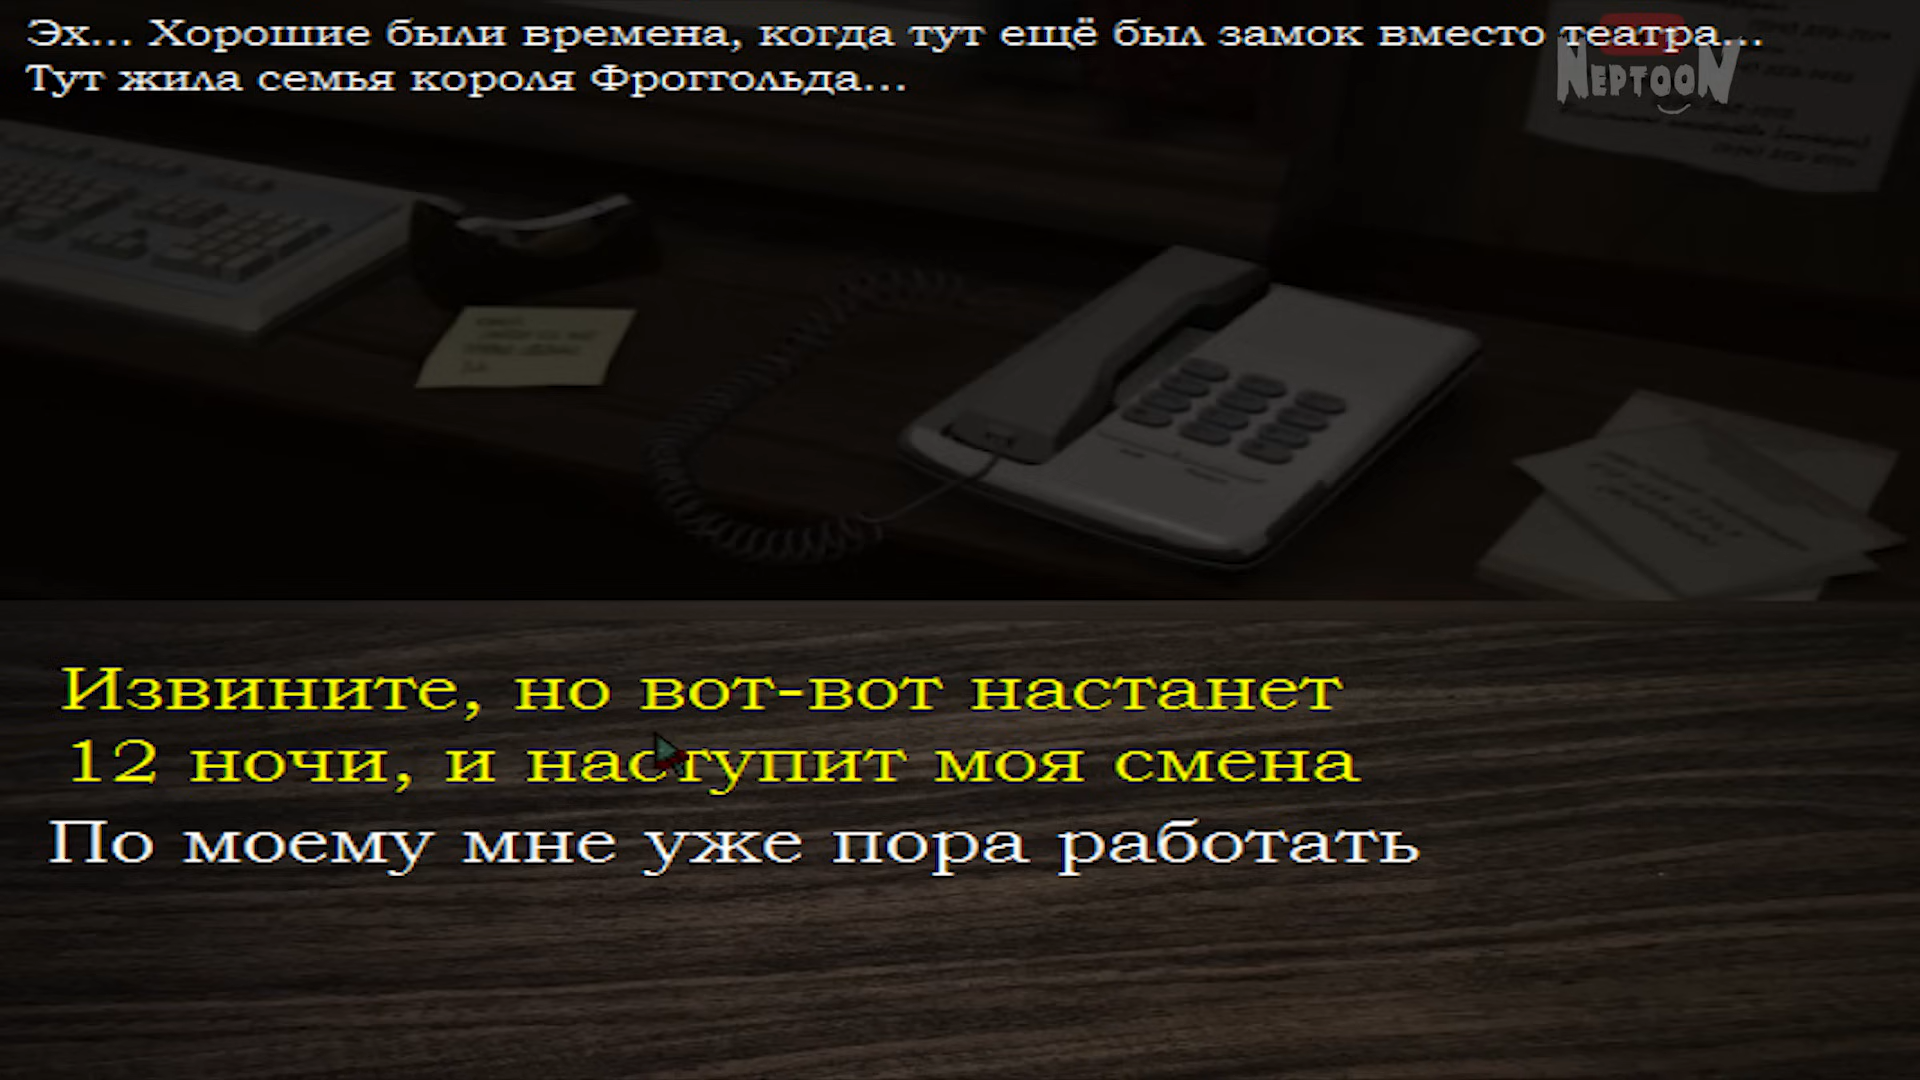 Эх... Хорошие были времена, когда тут ещё был замок вместо театра...
Тут жила семья короля Фроггольда...
NEPTOON
Извините, но вот-вот настанет
12 ночи, и наступит моя смена
По моему мне уже пора работать